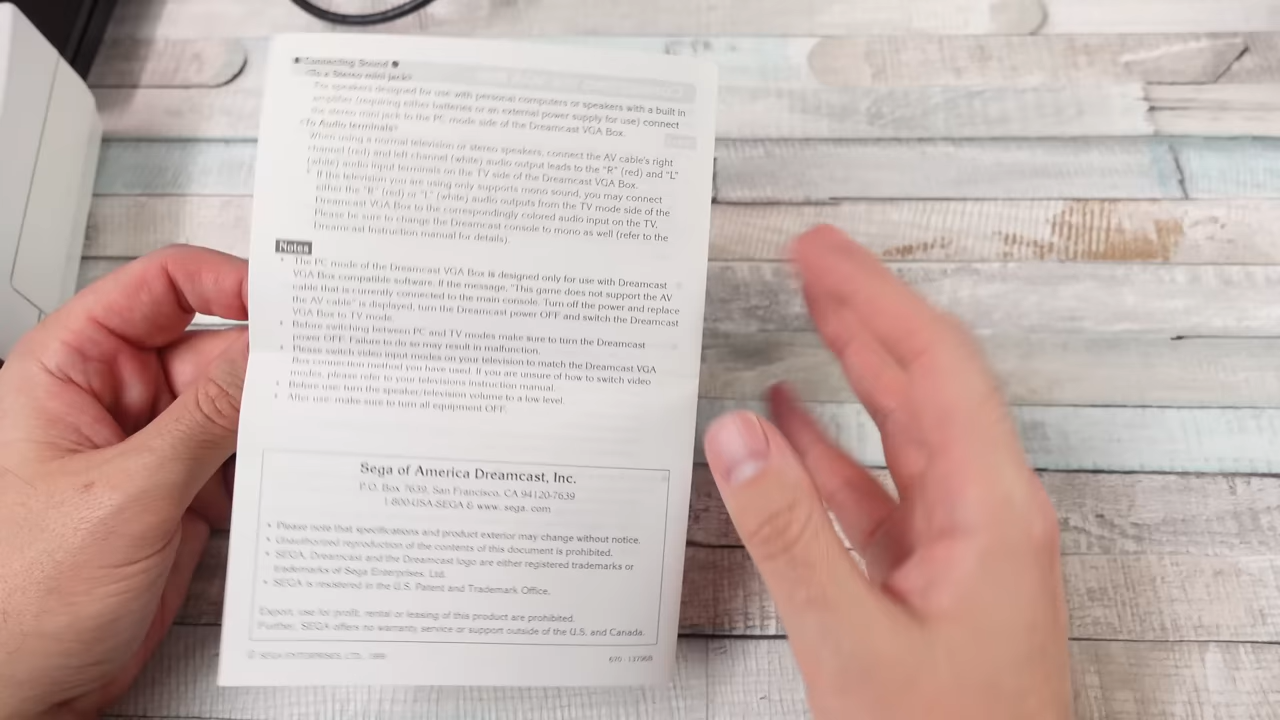 ● Connecting Sound ●
<To a Stereo mini jack>
For speakers designed for use with personal computers or speakers with a built in
amplifier (requiring either batteries or an external power supply for use) connect
the stereo mini jack to the PC mode side of the Dreamcast VGA Box.
<To Audio terminals>
When using a normal television or stereo speakers, connect the AV cable's right
channel (red) and left channel (white) audio output leads to the "R" (red) and "L"
(white) audio input terminals on the TV side of the Dreamcast VGA Box.
* If the television you are using only supports mono sound, you may connect
either the "R" (red) or "L" (white) audio outputs from the TV mode side of the
Dreamcast VGA Box to the correspondingly colored audio input on the TV.
Please be sure to change the Dreamcast console to mono as well (refer to the
Dreamcast Instruction manual for details).
Notes
* The PC mode of the Dreamcast VGA Box is designed only for use with Dreamcast
VGA Box compatible software. If the message, "This game does not support the AV
cable that is currently connected to the main console. Turn off the power and replace
the AV cable" is displayed, turn the Dreamcast power OFF and switch the Dreamcast
VGA Box to TV mode.
* Before switching between PC and TV modes make sure to turn the Dreamcast
power OFF. Failure to do so may result in malfunction.
* Please switch video input modes on your television to match the Dreamcast VGA
Box connection method you have used. If you are unsure of how to switch video
modes, please refer to your televisions instruction manual.
* Before use: turn the speaker/television volume to a low level.
* After use: make sure to turn all equipment OFF.
Sega of America Dreamcast, Inc.
P.O. Box 7639, San Francisco, CA 94120-7639
1-800-USA-SEGA & www. sega. com
• Please note that specifications and product exterior may change without notice.
• Unauthorized reproduction of the contents of this document is prohibited.
• SEGA, Dreamcast and the Dreamcast logo are either registered trademarks or
trademarks of Sega Enterprises, Ltd.
• SEGA is registered in the U.S. Patent and Trademark Office.
Export, use for profit, rental or leasing of this product are prohibited.
Further, SEGA offers no warranty service or support outside of the U.S. and Canada.
© SEGA ENTERPRISES, LTD., 1999